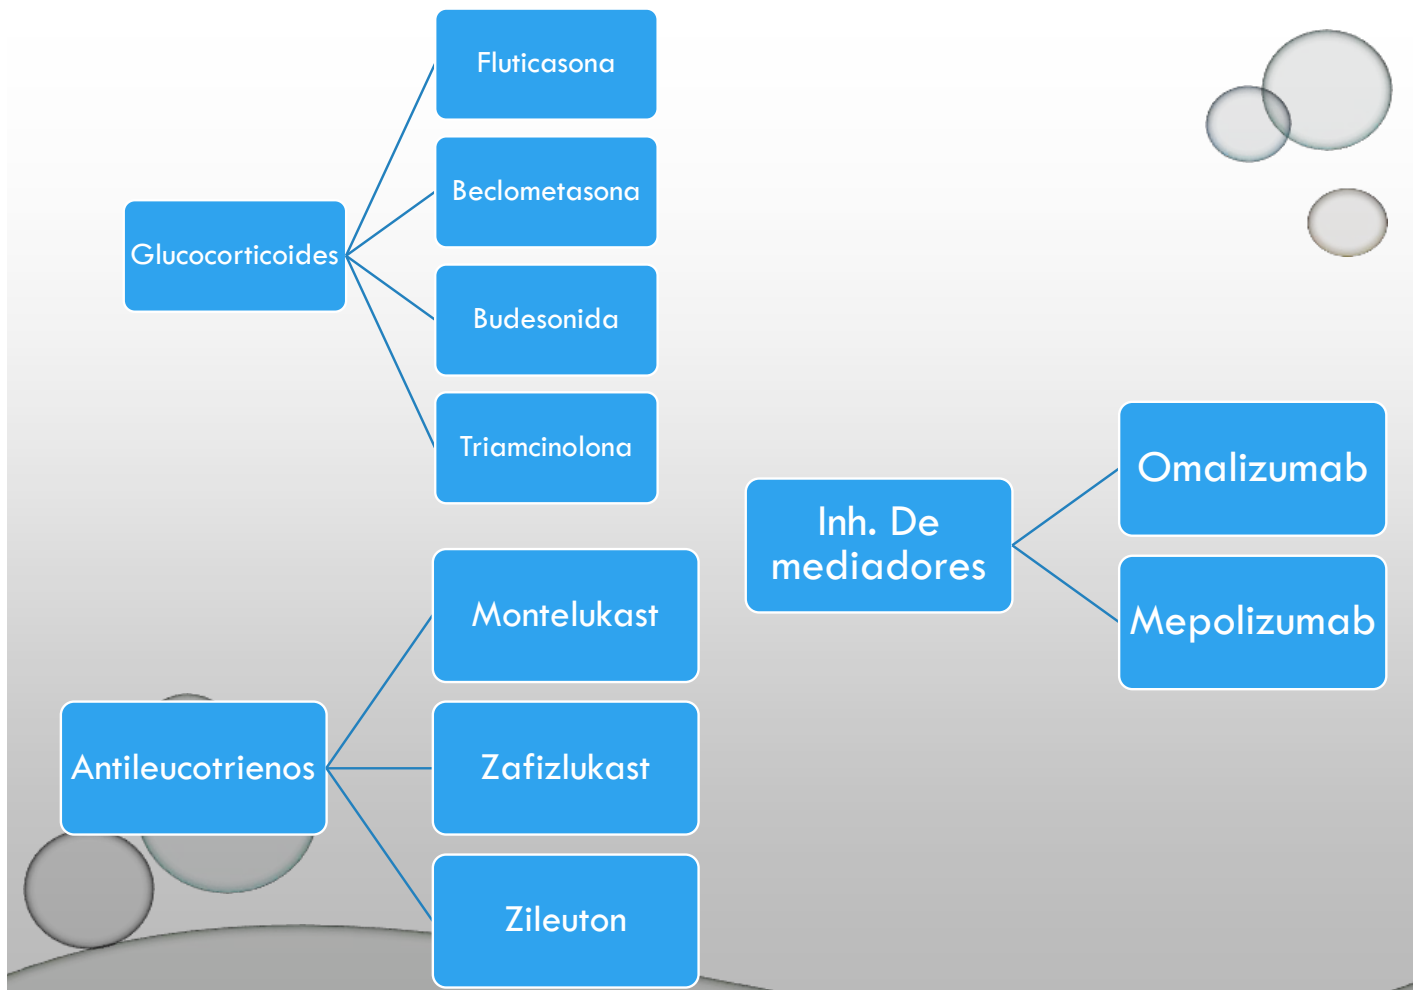 Glucocorticoides
Fluticasona
Beclometasona
Budesonida
Triamcinolona
Antileucotrienos
Montelukast
Zafizlukast
Zileuton
Inh. De
mediadores
Omalizumab
Mepolizumab